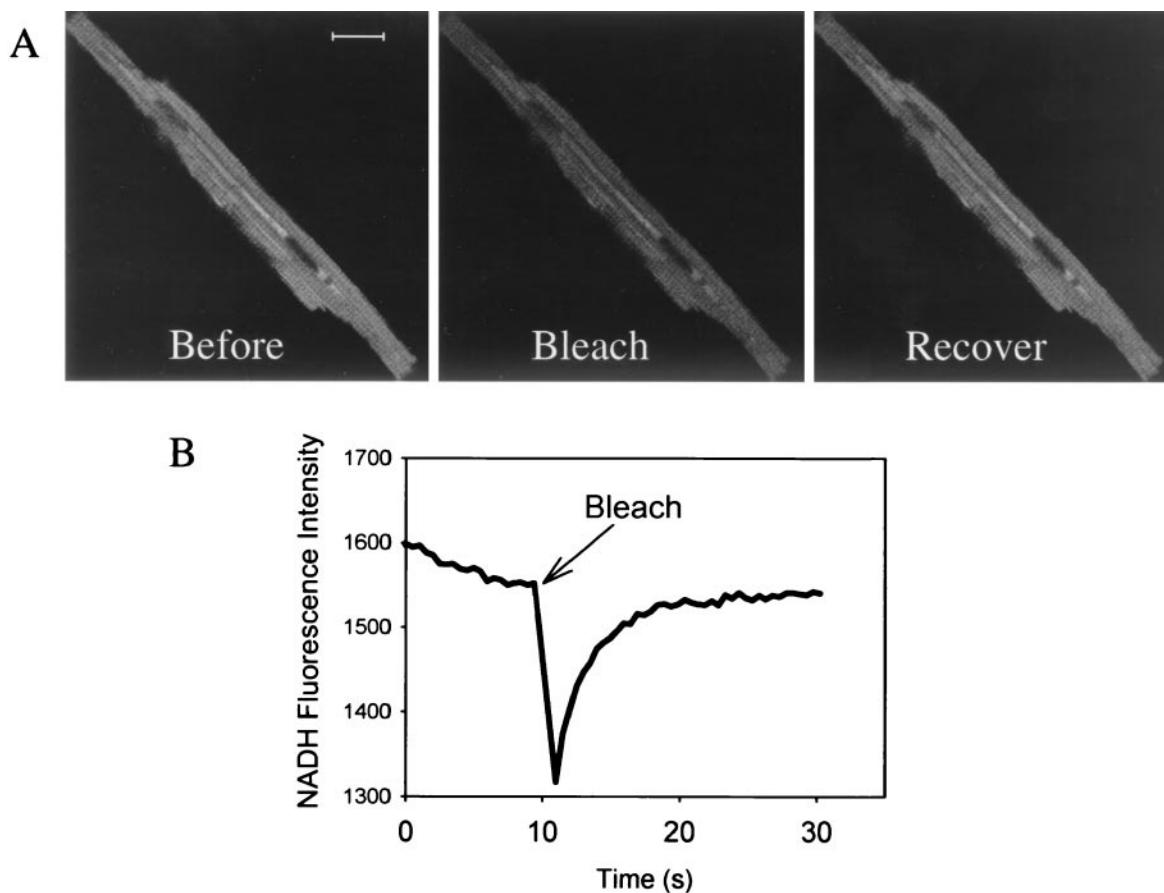 A
Before
Bleach
Recover
B
NADH Fluorescence Intensity
1700
1600
1500
1400
1300
Bleach
0 10 20 30
Time (s)